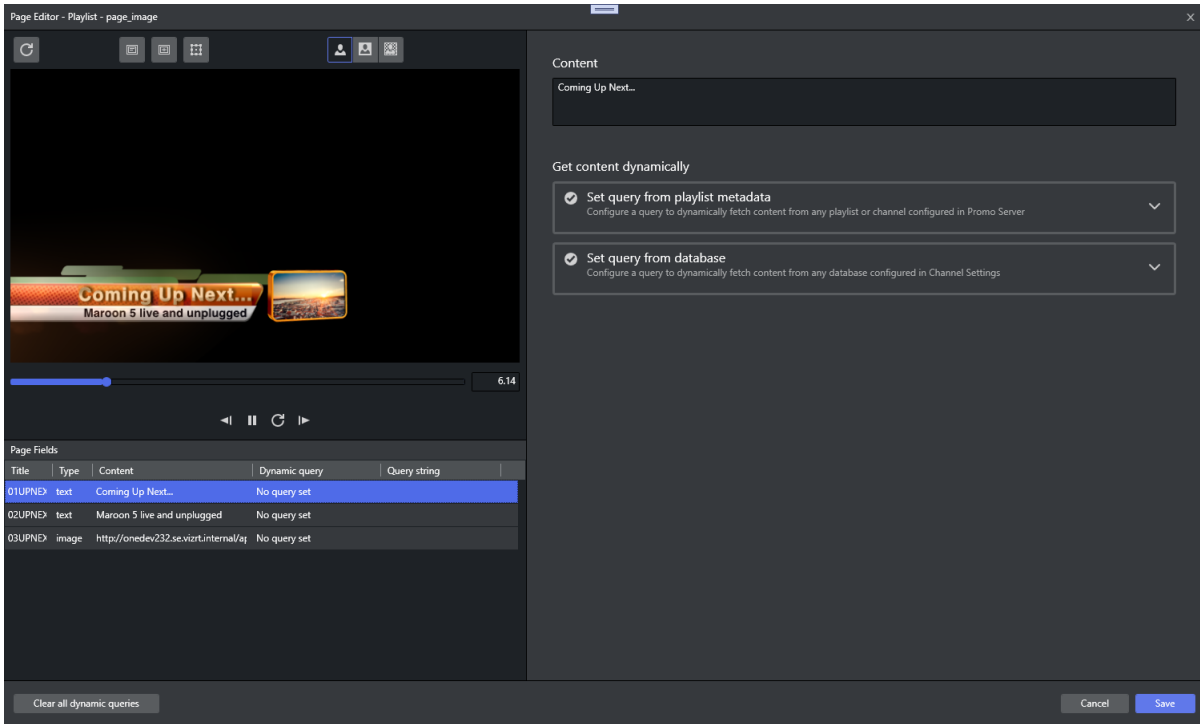 Page Editor - Playlist - page_image
Content
Coming Up Next...
Get content dynamically
Set query from playlist metadata
Configure a query to dynamically fetch content from any playlist or channel configured in Promo Server
Set query from database
Configure a query to dynamically fetch content from any database configured in Channel Settings
Coming Up Next...
Maroon 5 live and unplugged
6.14
Page Fields
Title Type Content Dynamic query Query string
01UPNEX text Coming Up Next... No query set
02UPNEX text Maroon 5 live and unplugged No query set
03UPNEX image http://onedev232.se.vizrt.internal/ap No query set
Clear all dynamic queries
Cancel Save